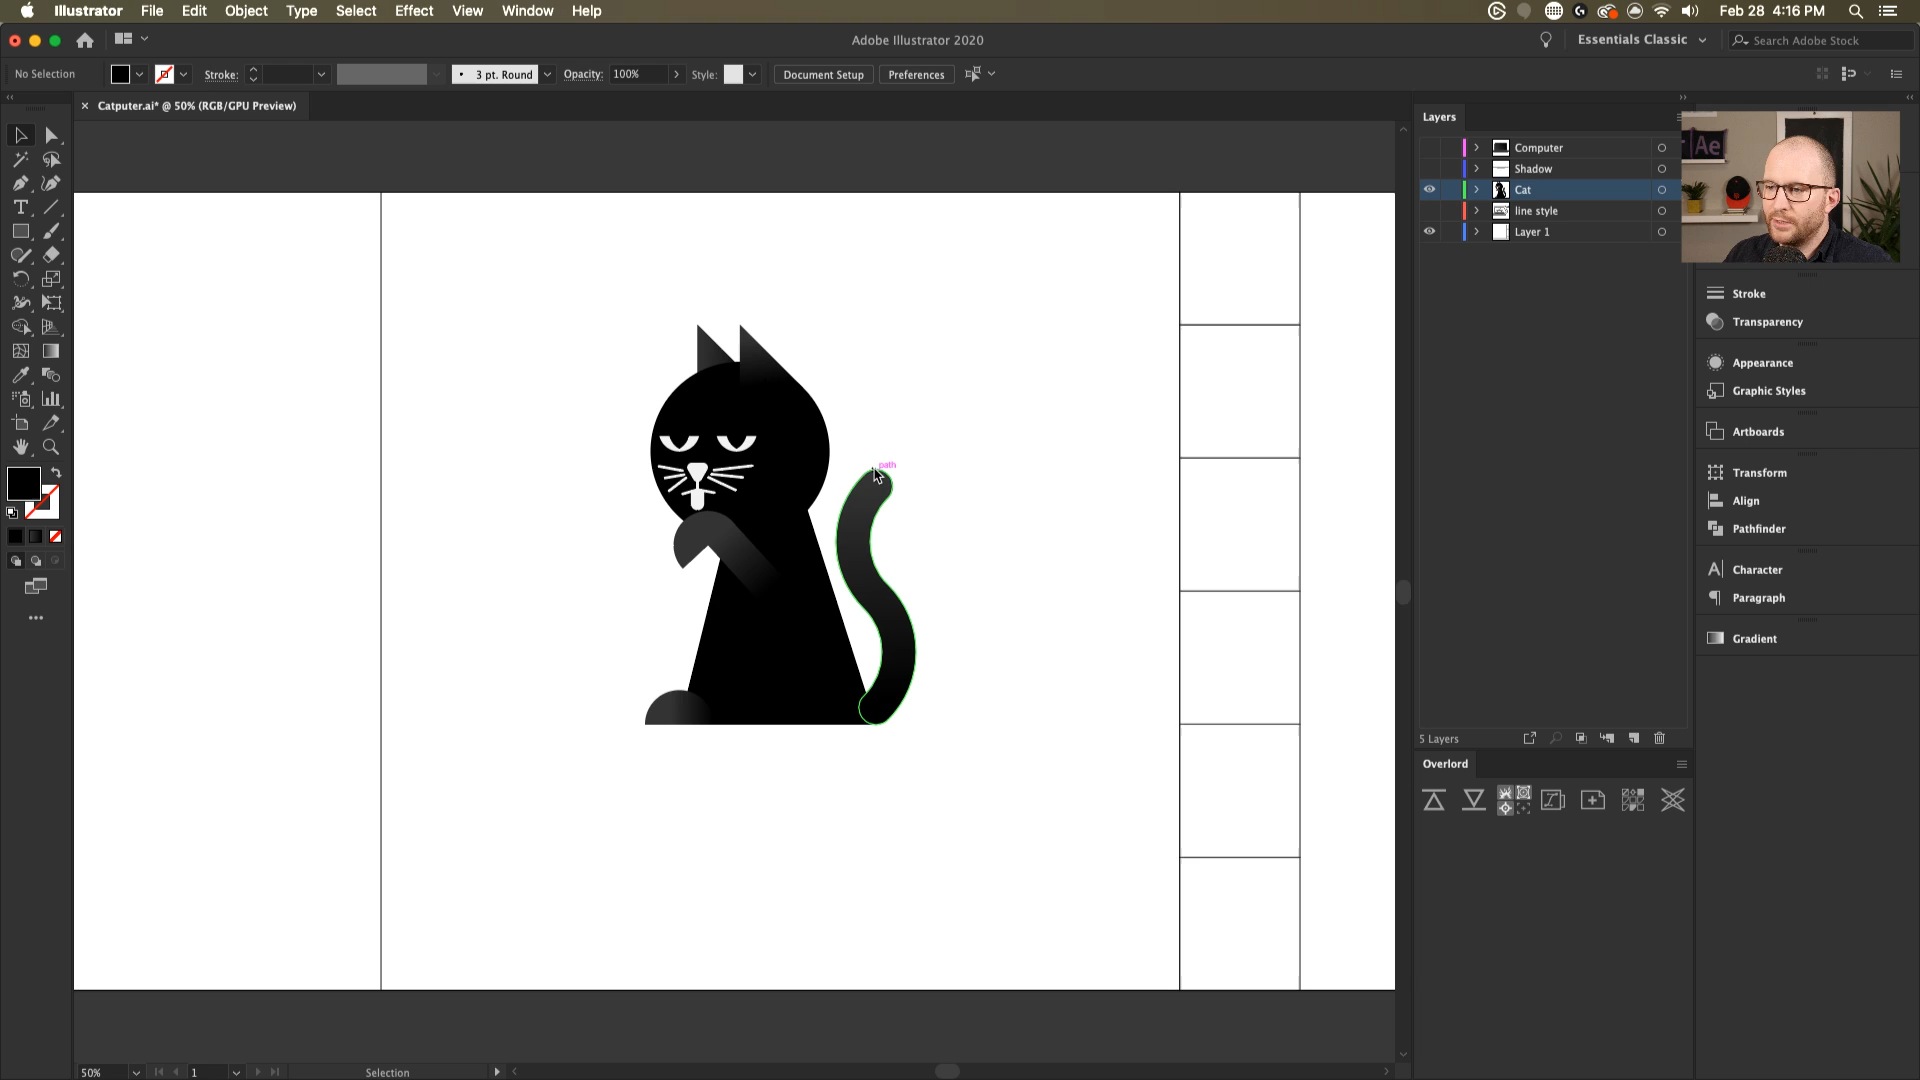 Illustrator File Edit Object Type Select Effect View Window Help
Feb 28 4:16 PM
Adobe Illustrator 2020
Essentials Classic
Search Adobe Stock
No Selection
Stroke:
3 pt. Round
Opacity: 100%
Style:
Document Setup
Preferences
Catputer.ai* @ 50% (RGB/GPU Preview)
Layers
Computer
Shadow
Cat
line style
Layer 1
Ae
Stroke
Transparency
Appearance
Graphic Styles
Artboards
Transform
Align
Pathfinder
Character
Paragraph
Gradient
path
5 Layers
Overlord
50%
1
Selection